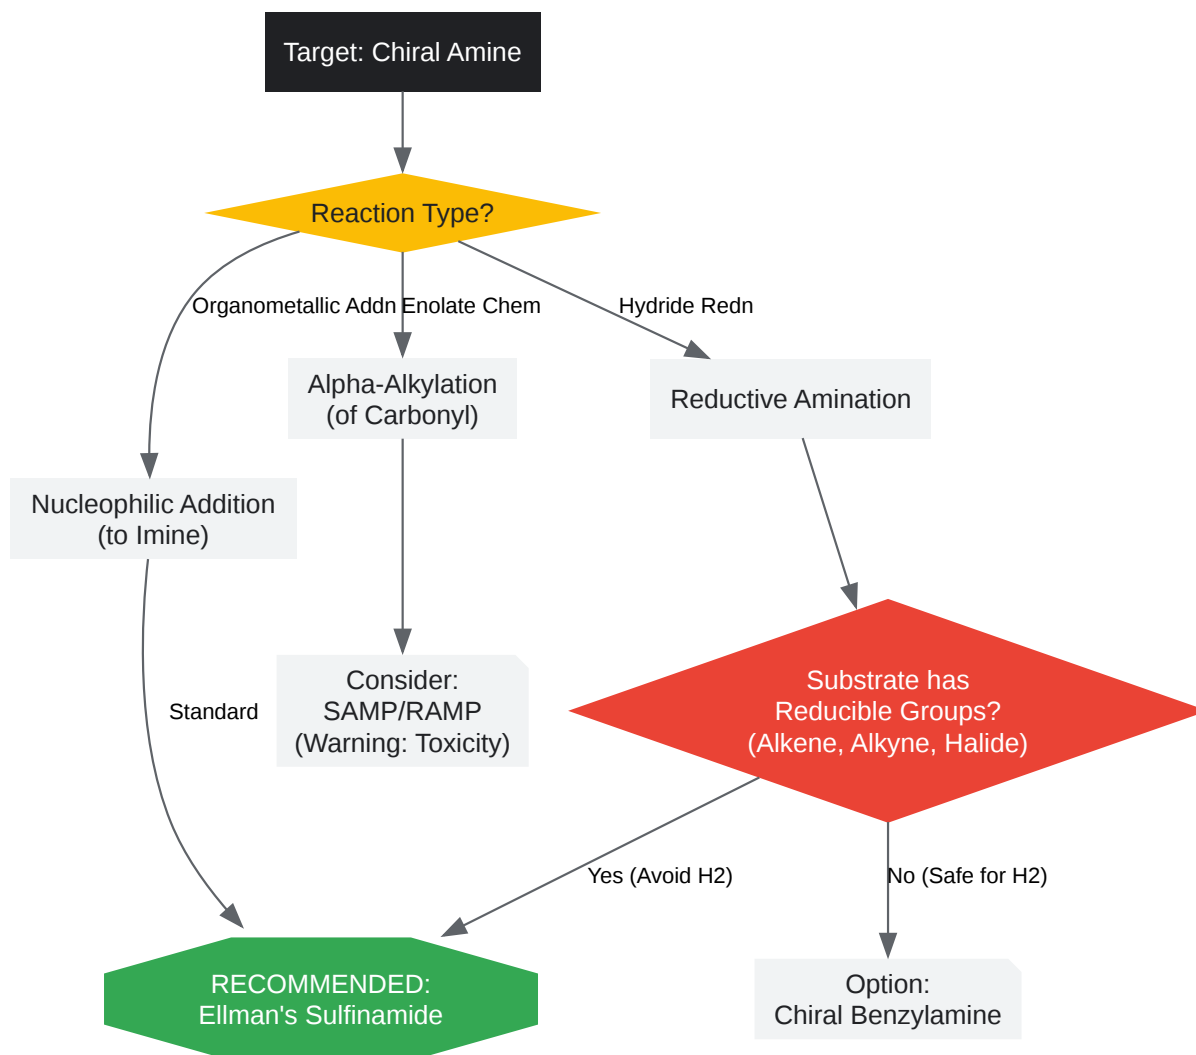 Target: Chiral Amine
Reaction Type?
Organometallic Addn
Enolate Chem
Hydride Redn
Alpha-Alkylation
(of Carbonyl)
Reductive Amination
Nucleophilic Addition
(to Imine)
Consider:
SAMP/RAMP
(Warning: Toxicity)
Substrate has
Reducible Groups?
(Alkene, Alkyne, Halide)
Standard
Yes (Avoid H2)
No (Safe for H2)
RECOMMENDED:
Ellman's Sulfinamide
Option:
Chiral Benzylamine